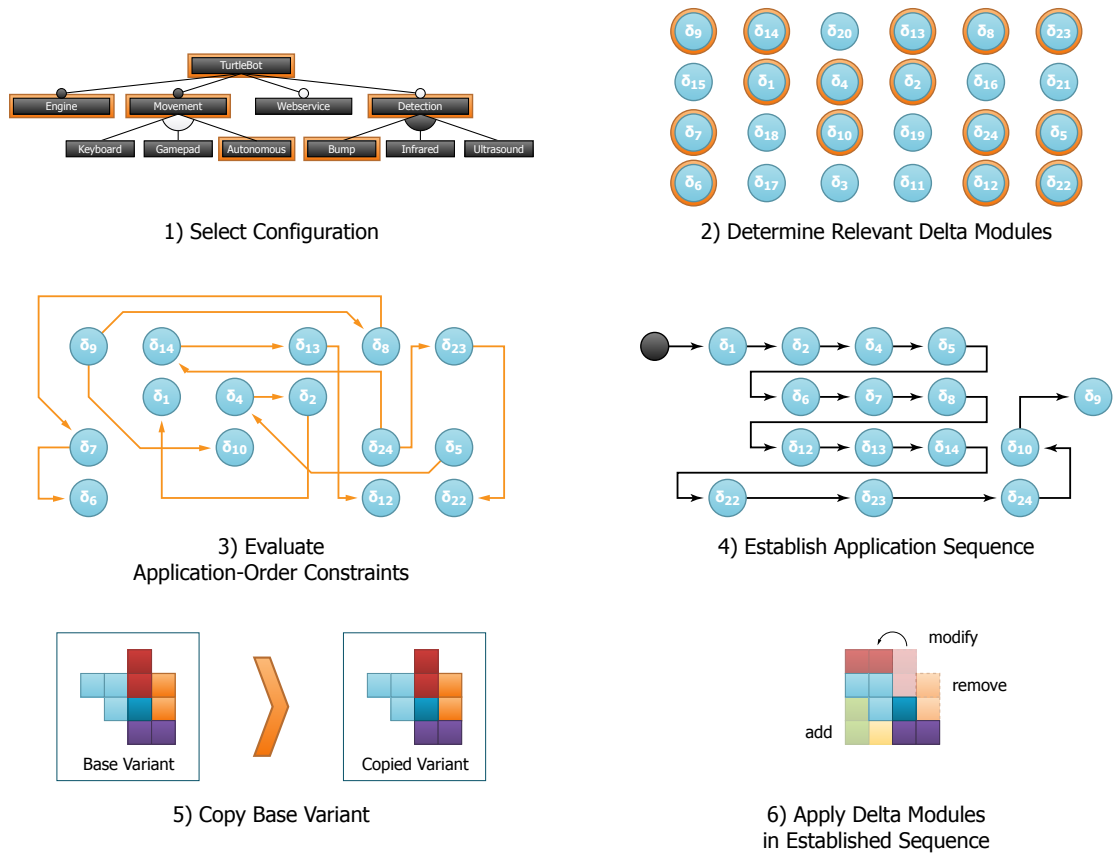 TurtleBot
Engine Movement Webservice Detection
Keyboard Gamepad Autonomous Bump Infrared Ultrasound
1) Select Configuration
δ9 δ14 δ20 δ13 δ8 δ23
δ15 δ1 δ4 δ2 δ16 δ21
δ7 δ18 δ10 δ19 δ24 δ5
δ6 δ17 δ3 δ11 δ12 δ22
2) Determine Relevant Delta Modules
δ9 δ14 δ13 δ8 δ23
δ1 δ4 δ2
δ7 δ10 δ24 δ5
δ6 δ12 δ22
3) Evaluate
Application-Order Constraints
δ1 δ2 δ4 δ5
δ6 δ7 δ8 δ9
δ12 δ13 δ14 δ10
δ22 δ23 δ24
4) Establish Application Sequence
Base Variant
Copied Variant
5) Copy Base Variant
modify
remove
add
6) Apply Delta Modules
in Established Sequence